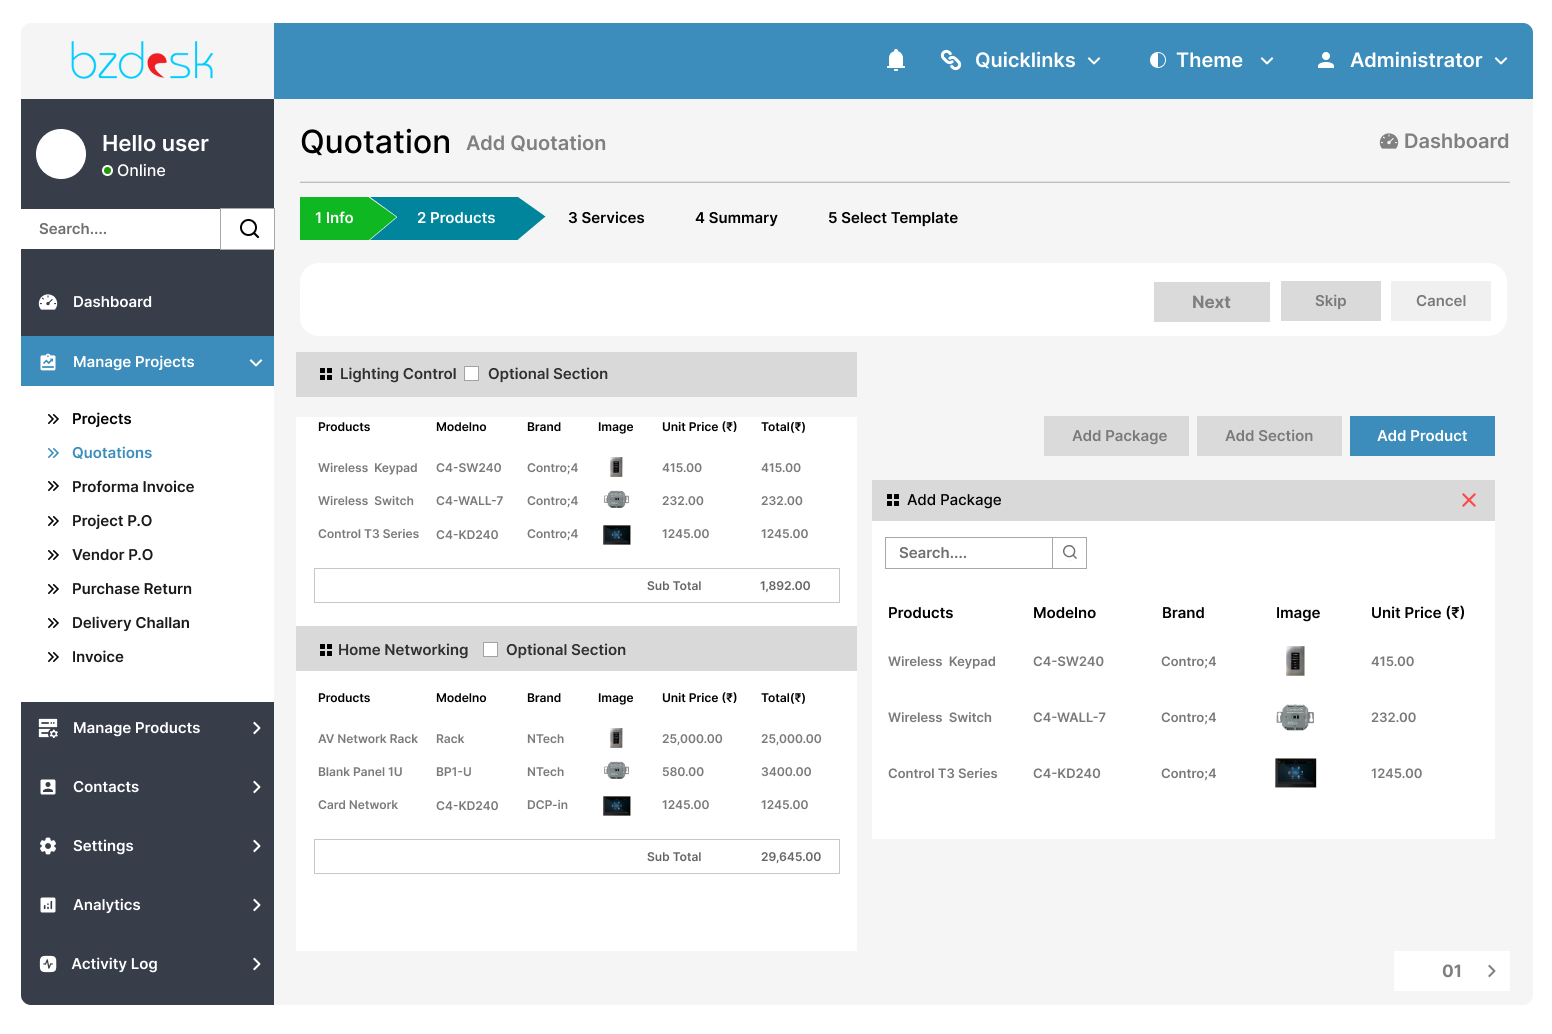 bzdesk
Quicklinks
Theme
Administrator
Hello user
Online
Search....
Dashboard
Manage Projects
Projects
Quotations
Proforma Invoice
Project P.O
Vendor P.O
Purchase Return
Delivery Challan
Invoice
Manage Products
Contacts
Settings
Analytics
Activity Log
Quotation Add Quotation
Dashboard
1 Info 2 Products 3 Services 4 Summary 5 Select Template
Next Skip Cancel
Lighting Control Optional Section
Products Modelno Brand Image Unit Price (₹) Total(₹)
Wireless Keypad C4-SW240 Contro;4 415.00 415.00
Wireless Switch C4-WALL-7 Contro;4 232.00 232.00
Control T3 Series C4-KD240 Contro;4 1245.00 1245.00
Sub Total 1,892.00
Home Networking Optional Section
Products Modelno Brand Image Unit Price (₹) Total(₹)
AV Network Rack Rack NTech 25,000.00 25,000.00
Blank Panel 1U BP1-U NTech 580.00 3400.00
Card Network C4-KD240 DCP-in 1245.00 1245.00
Sub Total 29,645.00
Add Package Add Section Add Product
Add Package
Search....
Products Modelno Brand Image Unit Price (₹)
Wireless Keypad C4-SW240 Contro;4 415.00
Wireless Switch C4-WALL-7 Contro;4 232.00
Control T3 Series C4-KD240 Contro;4 1245.00
01